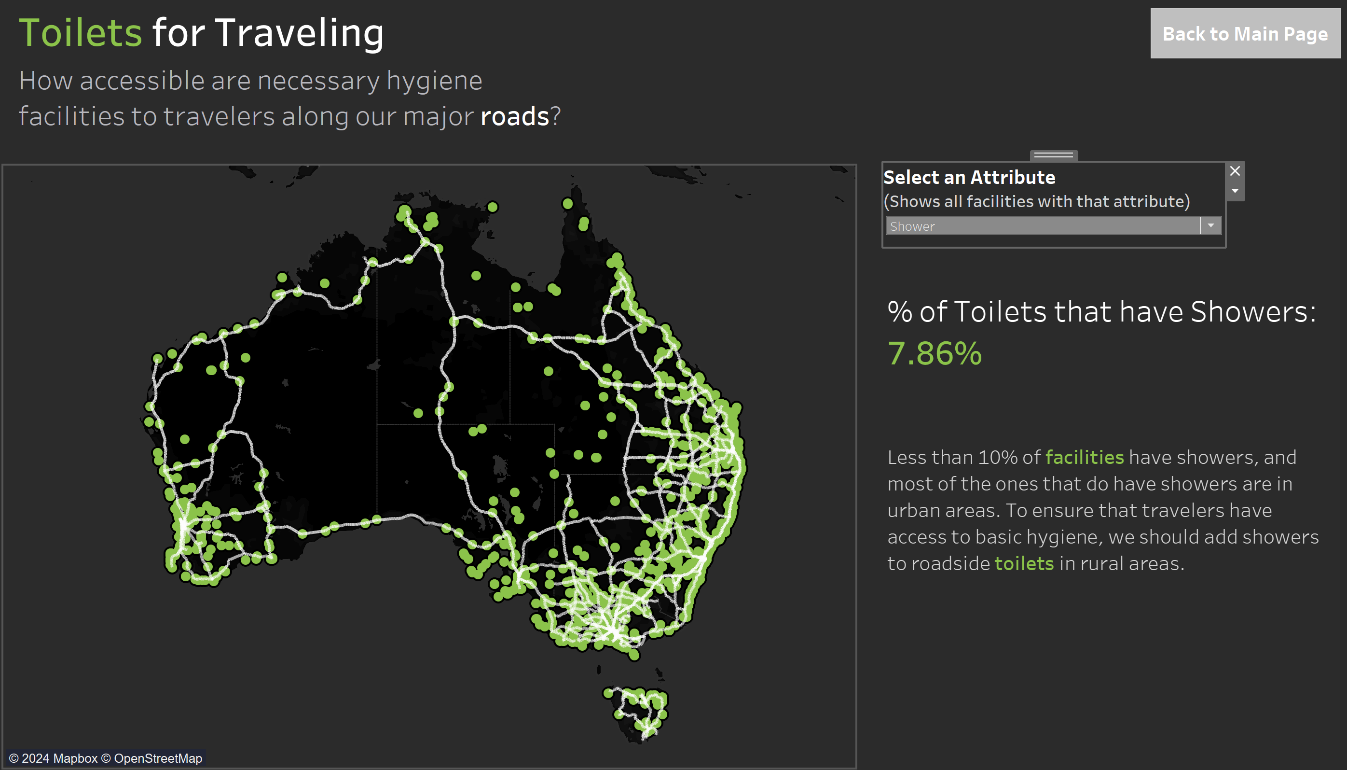 Toilets for Traveling
Back to Main Page
How accessible are necessary hygiene
facilities to travelers along our major roads?
Select an Attribute
(Shows all facilities with that attribute)
Shower
% of Toilets that have Showers:
7.86%
Less than 10% of facilities have showers, and
most of the ones that do have showers are in
urban areas. To ensure that travelers have
access to basic hygiene, we should add showers
to roadside toilets in rural areas.
© 2024 Mapbox © OpenStreetMap